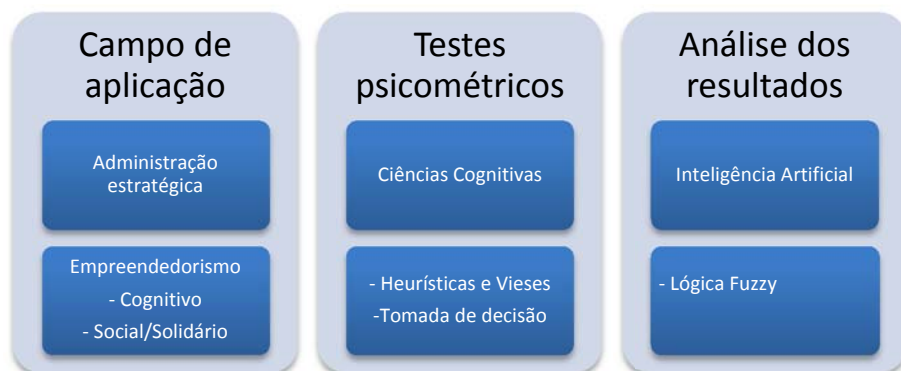 Campo de
aplicação
Administração
estratégica
Empreendedorismo
- Cognitivo
- Social/Solidário
Testes
psicométricos
Ciências Cognitivas
- Heurísticas e Vieses
-Tomada de decisão
Análise dos
resultados
Inteligência Artificial
- Lógica Fuzzy